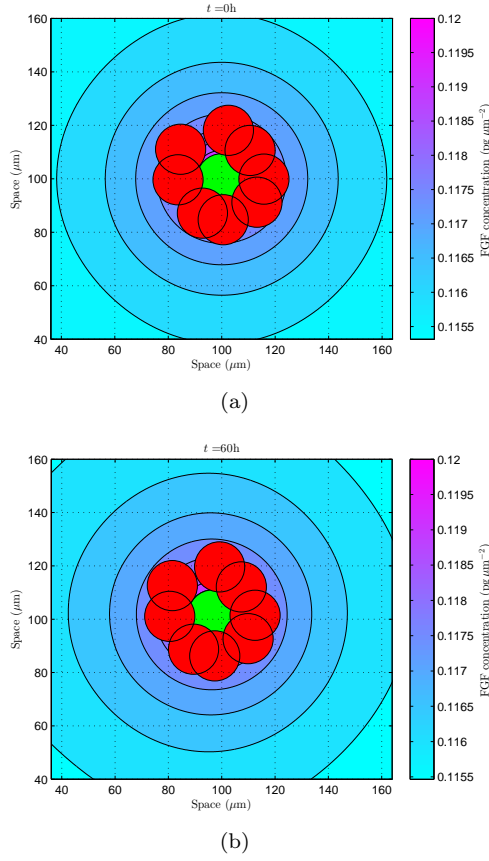 t =0h
160
140
120
100
80
60
40
40 60 80 100 120 140 160
Space (μm)
Space (μm)
0.12
0.1195
0.119
0.1185
0.118
0.1175
0.117
0.1165
0.116
0.1155
FGF concentration (ng μm−2)
(a)
t =60h
160
140
120
100
80
60
40
40 60 80 100 120 140 160
Space (μm)
Space (μm)
0.12
0.1195
0.119
0.1185
0.118
0.1175
0.117
0.1165
0.116
0.1155
FGF concentration (ng μm−2)
(b)